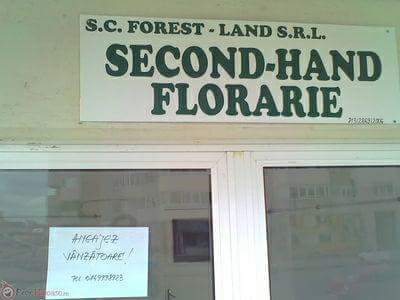 S.C. FOREST - LAND S.R.L.
SECOND-HAND
FLORARIE
ANGAJEZ
VÂNZĂTOARE!